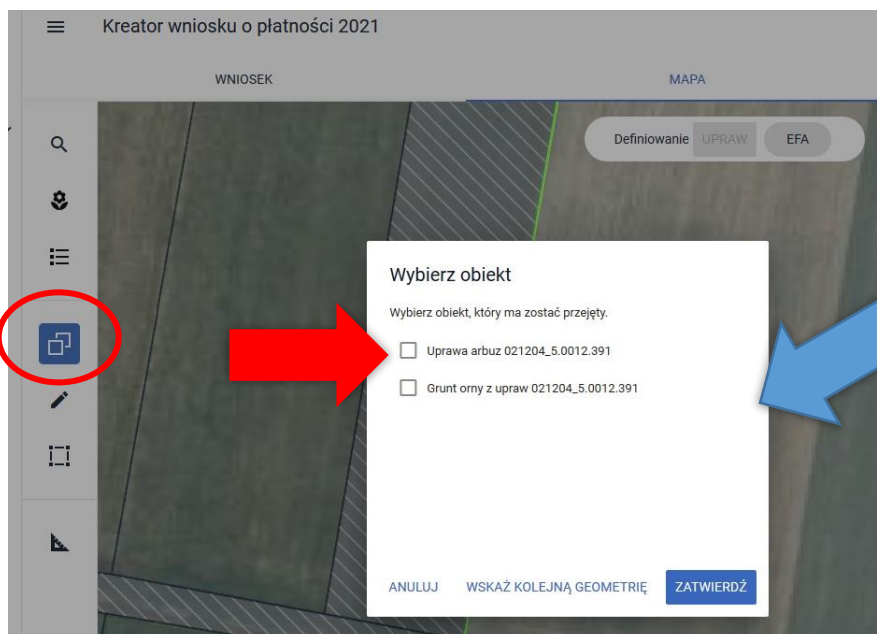 Kreator wniosku o płatności 2021
WNIOSEK
MAPA
Definiowanie UPRAW EFA
Wybierz obiekt
Wybierz obiekt, który ma zostać przejęty.
Uprawa arbuz 021204_5.0012.391
Grunt orny z upraw 021204_5.0012.391
ANULUJ WSKAŻ KOLEJNĄ GEOMETRIĘ ZATWIERDŹ